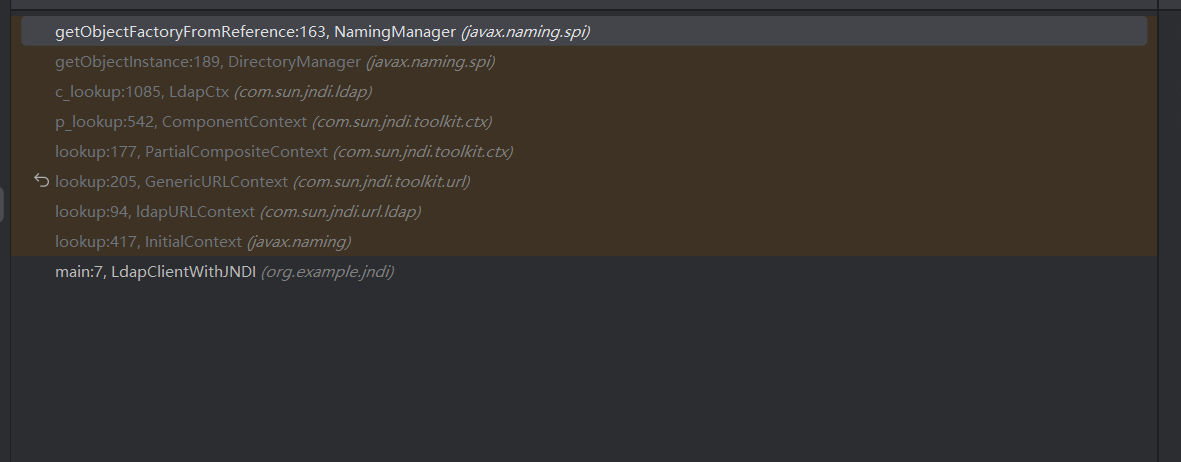 getObjectFactoryFromReference:163, NamingManager (javax.naming.spi)
getObjectInstance:189, DirectoryManager (javax.naming.spi)
c_lookup:1085, LdapCtx (com.sun.jndi.ldap)
p_lookup:542, ComponentContext (com.sun.jndi.toolkit.ctx)
lookup:177, PartialCompositeContext (com.sun.jndi.toolkit.ctx)
lookup:205, GenericURLContext (com.sun.jndi.toolkit.url)
lookup:94, ldapURLContext (com.sun.jndi.url.ldap)
lookup:417, InitialContext (javax.naming)
main:7, LdapClientWithJNDI (org.example.jndi)